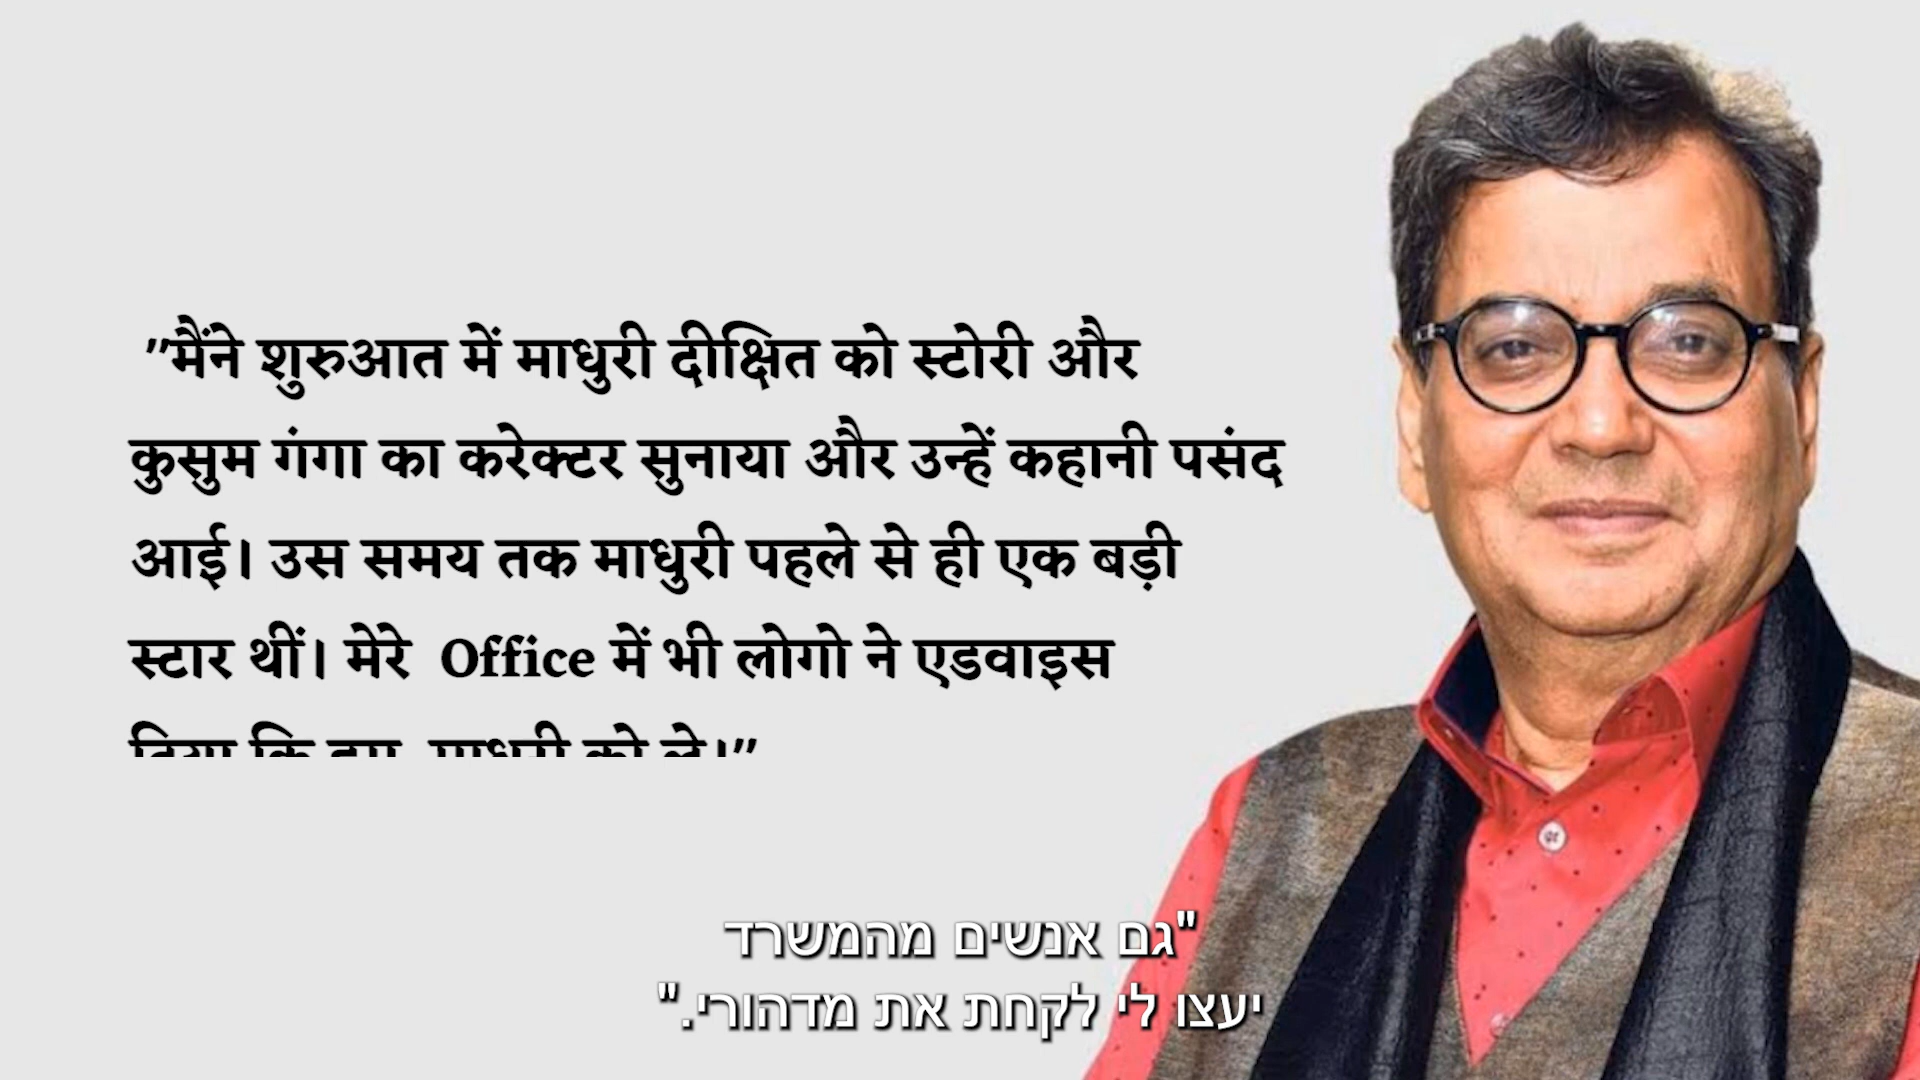 "मैंने शुरुआत में माधुरी दीक्षित को स्टोरी और
कुसुम गंगा का करेक्टर सुनाया और उन्हें कहानी पसंद
आई। उस समय तक माधुरी पहले से ही एक बड़ी
स्टार थीं। मेरे Office में भी लोगो ने एडवाइस
"גם אנשים מהמשרד
יעצו לי לקחת את מדהורי."